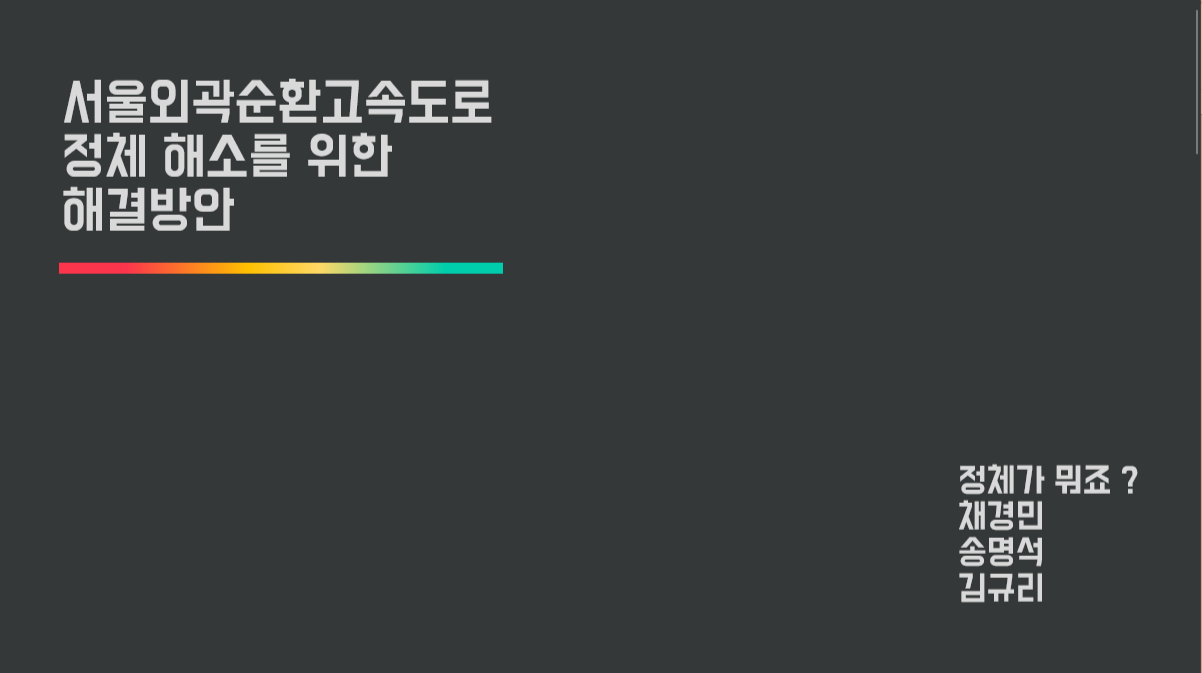 서울외곽순환고속도로
정체 해소를 위한
해결방안
정체가 뭐죠 ?
채경민
송명석
김규리